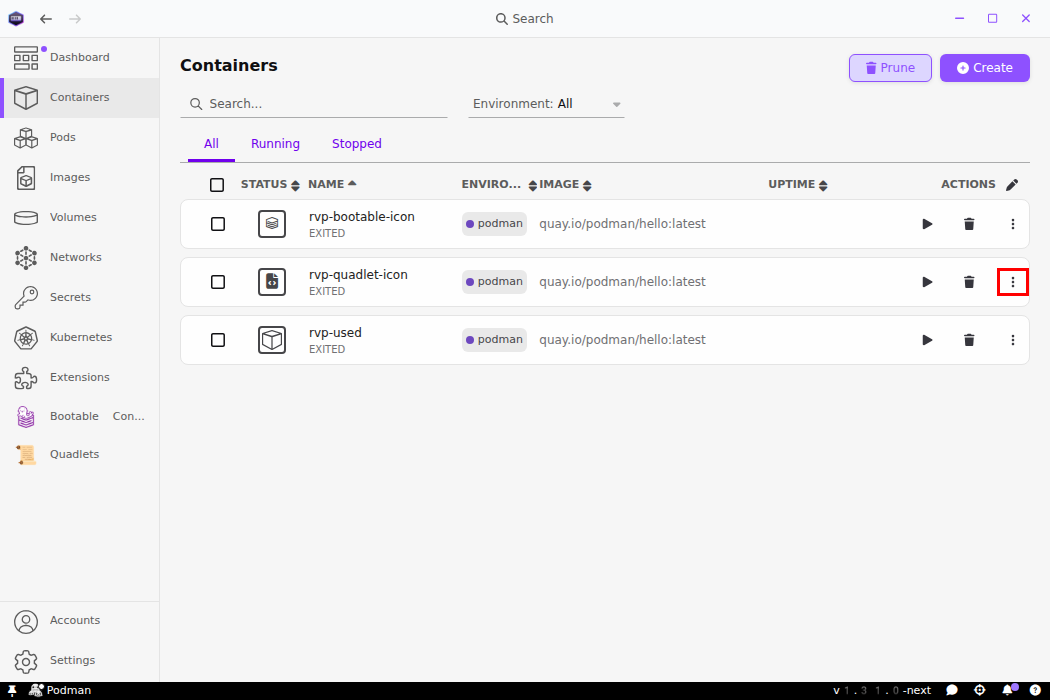 Search
Dashboard
Containers
Pods
Images
Volumes
Networks
Secrets
Kubernetes
Extensions
Bootable Con...
Quadlets
Accounts
Settings
Containers
Prune
Create
Search...
Environment: All
All Running Stopped
STATUS NAME ENVIRO... IMAGE UPTIME ACTIONS
rvp-bootable-icon
EXITED
podman
quay.io/podman/hello:latest
rvp-quadlet-icon
EXITED
podman
quay.io/podman/hello:latest
rvp-used
EXITED
podman
quay.io/podman/hello:latest
Podman
v1.31.0-next